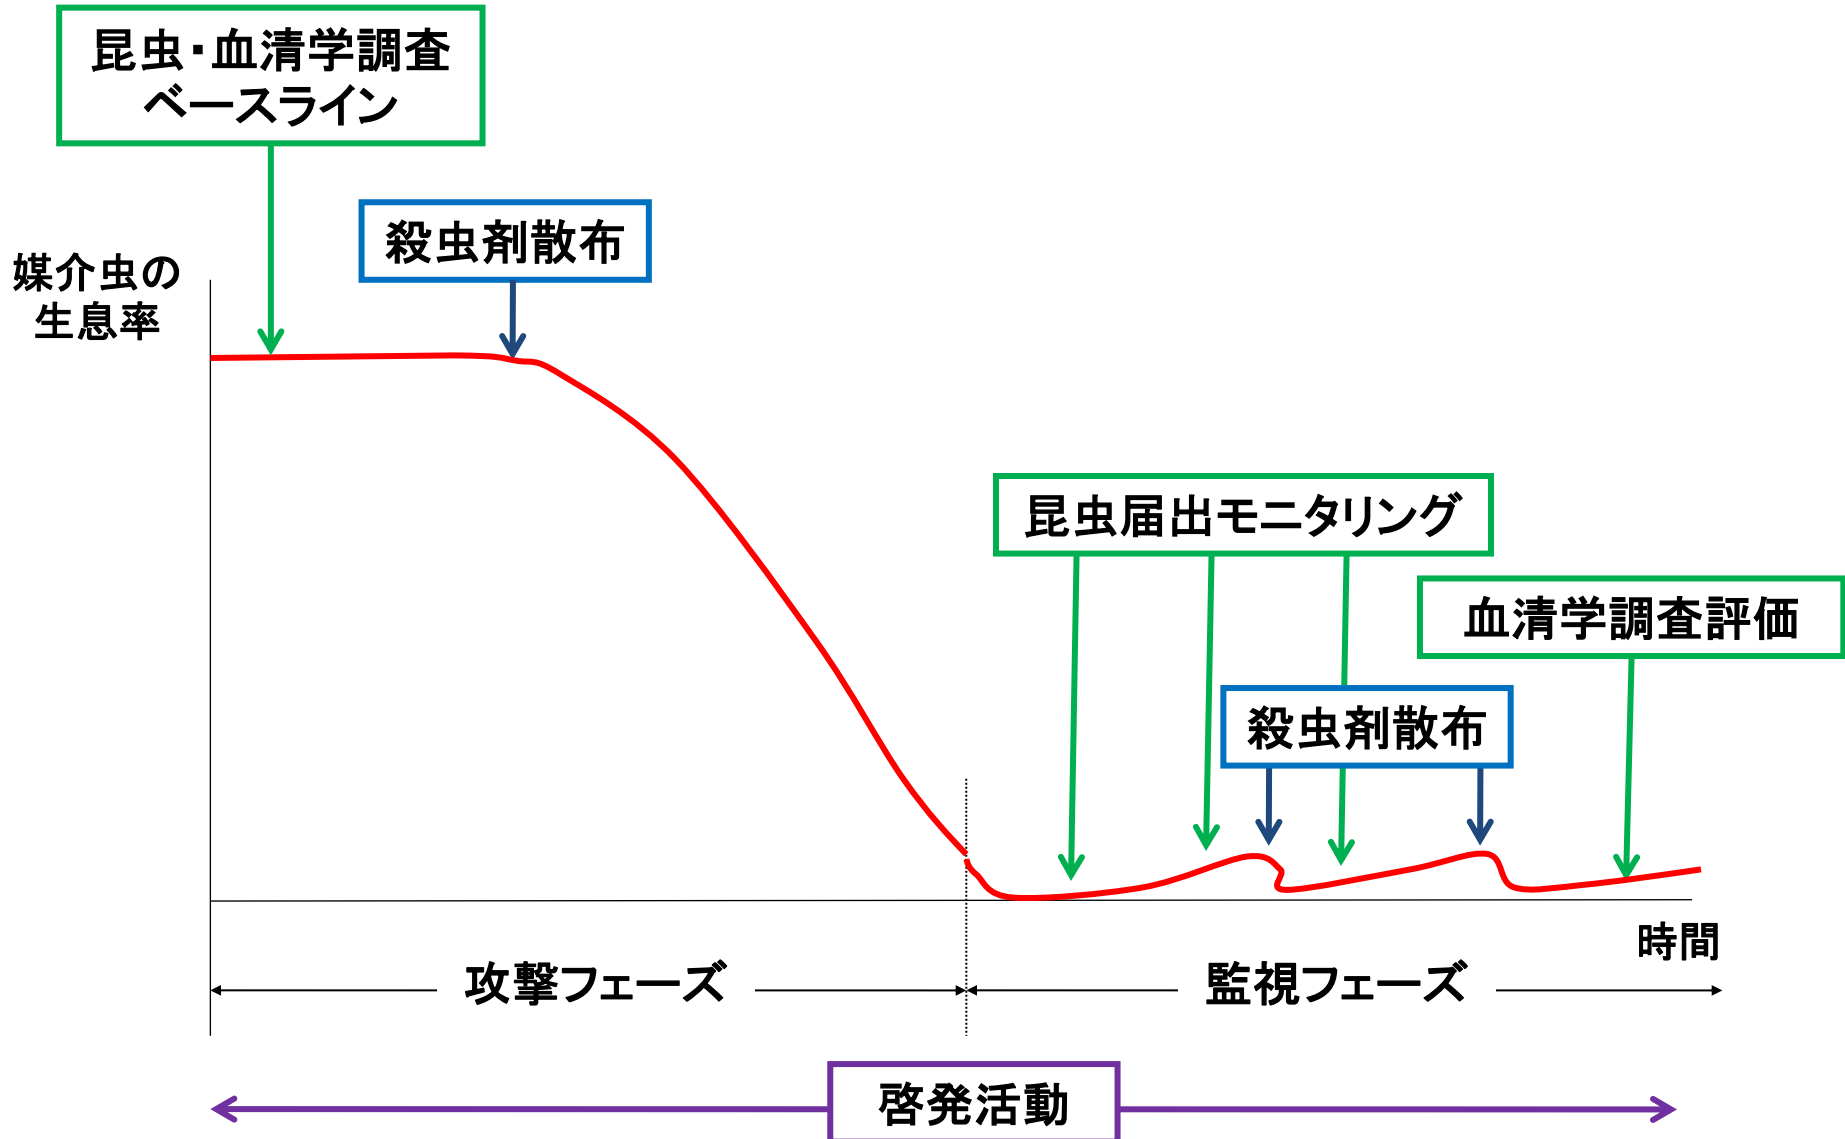 昆虫・血清学調査
ベースライン
殺虫剤散布
媒介虫の
生息率
昆虫届出モニタリング
血清学調査評価
殺虫剤散布
時間
攻撃フェーズ
監視フェーズ
啓発活動